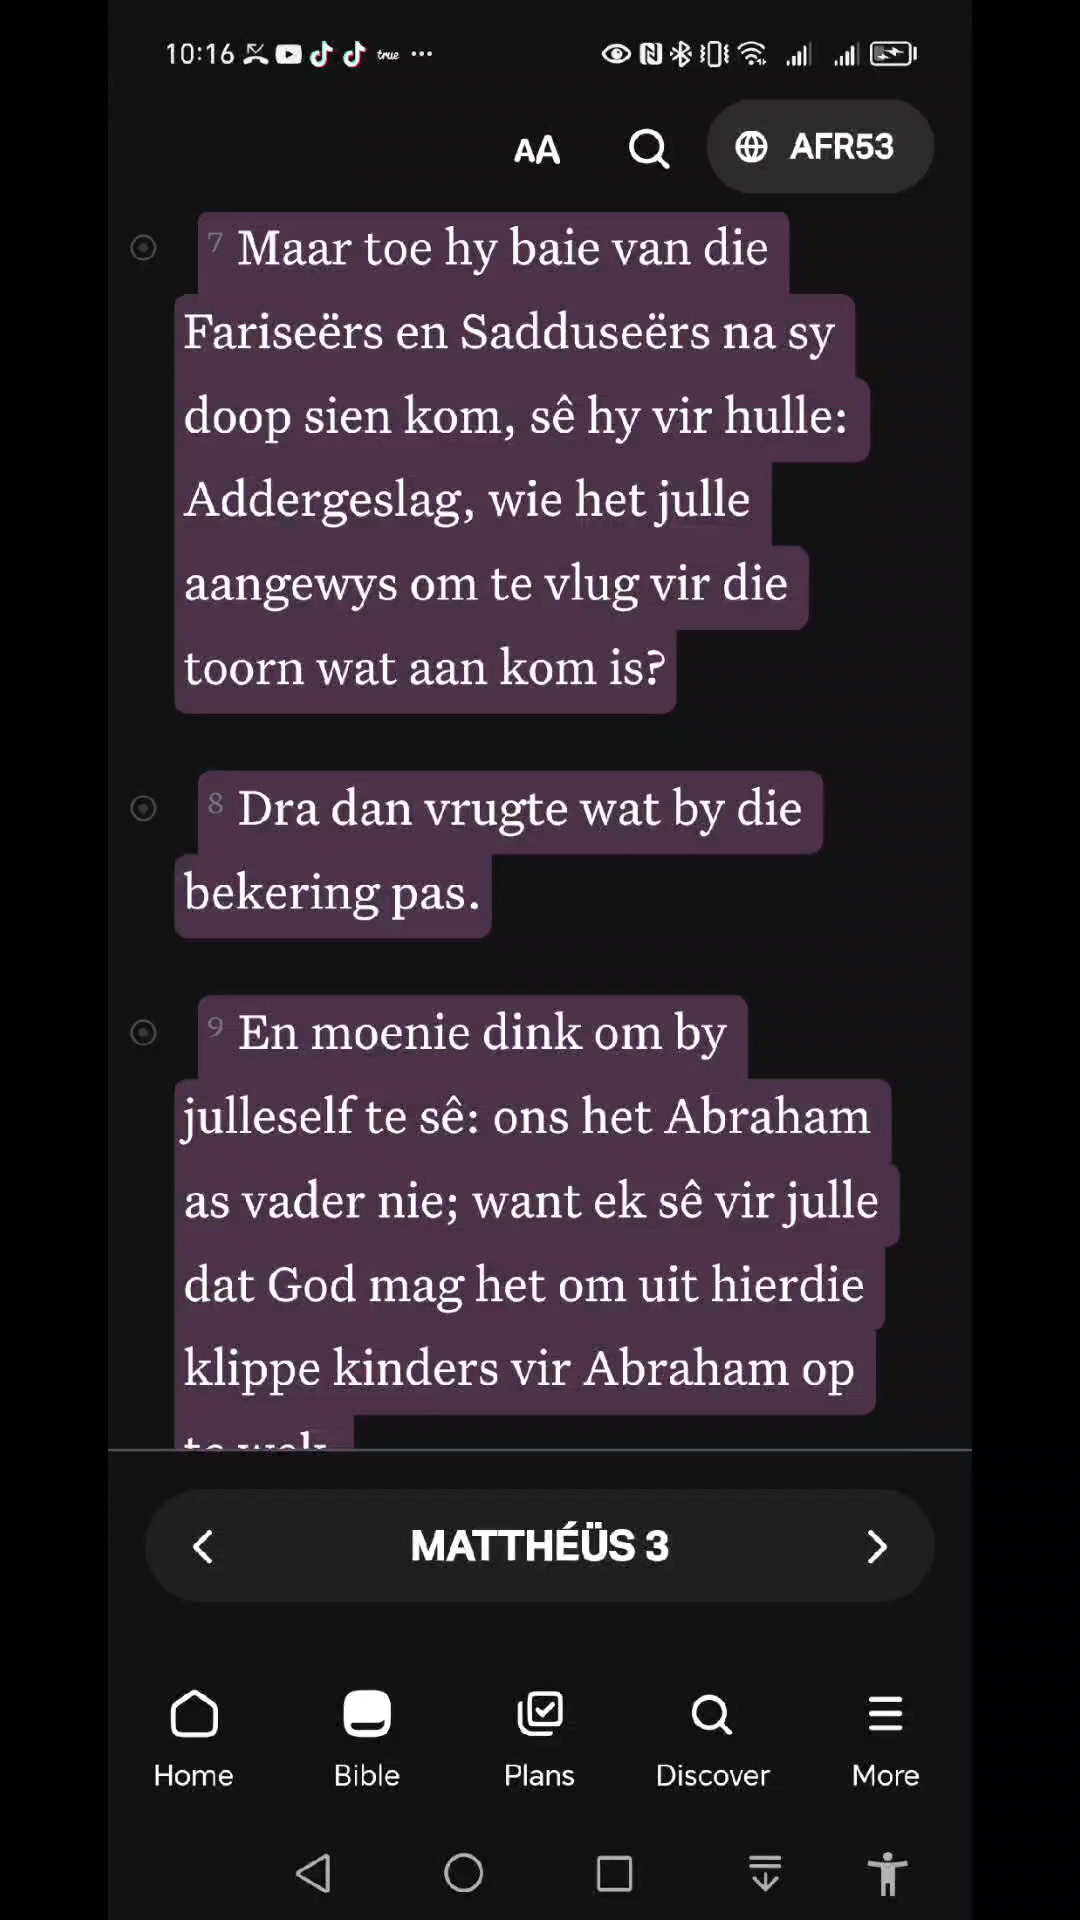 10:16 true ...
AA AFR53
7 Maar toe hy baie van die
Fariseërs en Sadduseërs na sy
doop sien kom, sê hy vir hulle:
Addergeslag, wie het julle
aangewys om te vlug vir die
toorn wat aan kom is?
8 Dra dan vrugte wat by die
bekering pas.
9 En moenie dink om by
julleself te sê: ons het Abraham
as vader nie; want ek sê vir julle
dat God mag het om uit hierdie
klippe kinders vir Abraham op
te wek
MATTHÉÜS 3
Home Bible Plans Discover More